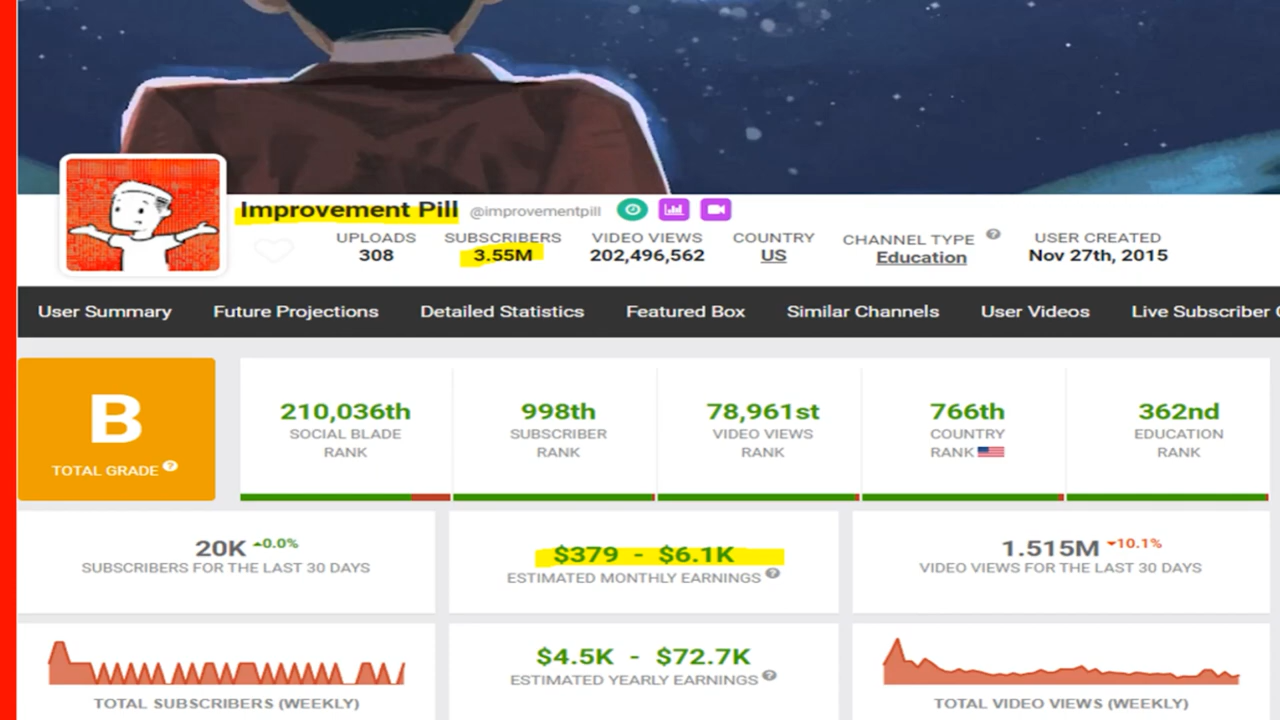 Improvement Pill @improvementpill
UPLOADS SUBSCRIBERS VIDEO VIEWS COUNTRY CHANNEL TYPE ? USER CREATED
308 3.55M 202,496,562 US Education Nov 27th, 2015
User Summary Future Projections Detailed Statistics Featured Box Similar Channels User Videos Live Subscriber
B
TOTAL GRADE ?
210,036th 998th 78,961st 766th 362nd
SOCIAL BLADE SUBSCRIBER VIDEO VIEWS COUNTRY EDUCATION
RANK RANK RANK RANK RANK
20K 0.0% $379 - $6.1K 1.515M 10.1%
SUBSCRIBERS FOR THE LAST 30 DAYS ESTIMATED MONTHLY EARNINGS ? VIDEO VIEWS FOR THE LAST 30 DAYS
$4.5K - $72.7K
ESTIMATED YEARLY EARNINGS ?
TOTAL SUBSCRIBERS (WEEKLY) TOTAL VIDEO VIEWS (WEEKLY)